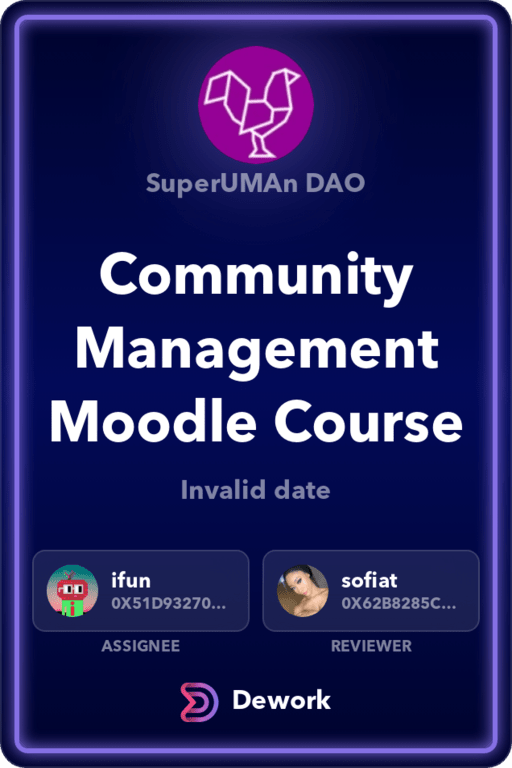 SuperUMAn DAO
Community
Management
Moodle Course
Invalid date
ifun
0X51D93270...
sofiat
0X62B8285C...
ASSIGNEE
REVIEWER
Dework